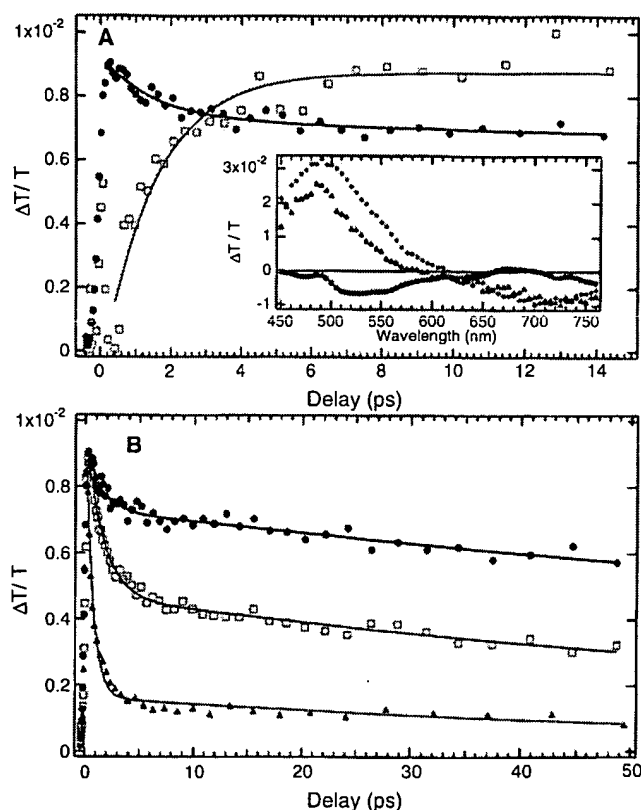 1x10⁻²
A
0.8
0.6
0.4
0.2
0
ΔT/T
3x10⁻²
2
1
0
-1
ΔT/T
450 500 550 600 650 700 750
Wavelength (nm)
0 2 4 6 8 10 12 14
Delay (ps)
1x10⁻²
B
0.8
0.6
0.4
0.2
0
ΔT/T
0 10 20 30 40 50
Delay (ps)